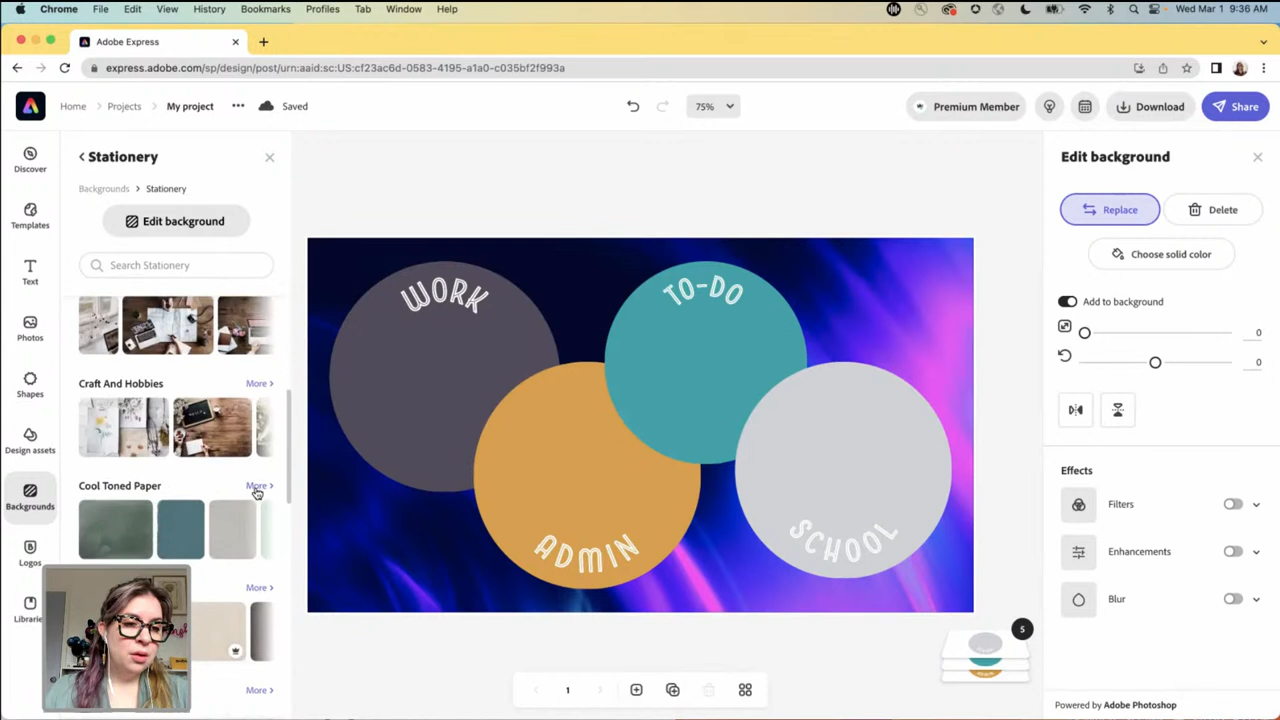 Chrome File Edit View History Bookmarks Profiles Tab Window Help Wed Mar 1 9:36 AM
Adobe Express
express.adobe.com/sp/design/post/urn:aaid:sc:US:cf23ac6d-0583-4195-a1a0-c035bf2f993a
Home > Projects > My project ••• Saved 75% Premium Member Download Share
Discover
Templates
Text
Photos
Shapes
Design assets
Backgrounds
Logos
Stationery
Backgrounds > Stationery
Edit background
Search Stationery
Craft And Hobbies More >
Cool Toned Paper More >
More >
More >
WORK
TO-DO
ADMIN
SCHOOL
5
1
Edit background
Replace Delete
Choose solid color
Add to background
0
0
Effects
Filters
Enhancements
Blur
Powered by Adobe Photoshop